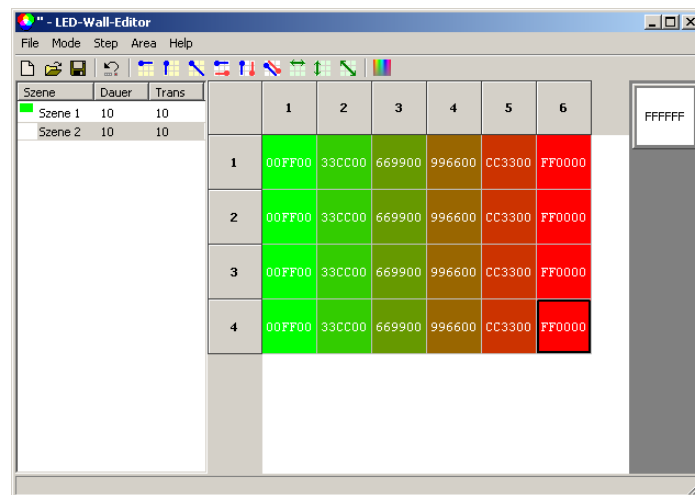 " - LED-Wall-Editor
File Mode Step Area Help
Szene Dauer Trans
Szene 1 10 10
Szene 2 10 10
1 2 3 4 5 6
1 00FF00 33CC00 669900 996600 CC3300 FF0000
2 00FF00 33CC00 669900 996600 CC3300 FF0000
3 00FF00 33CC00 669900 996600 CC3300 FF0000
4 00FF00 33CC00 669900 996600 CC3300 FF0000
FFFFFF